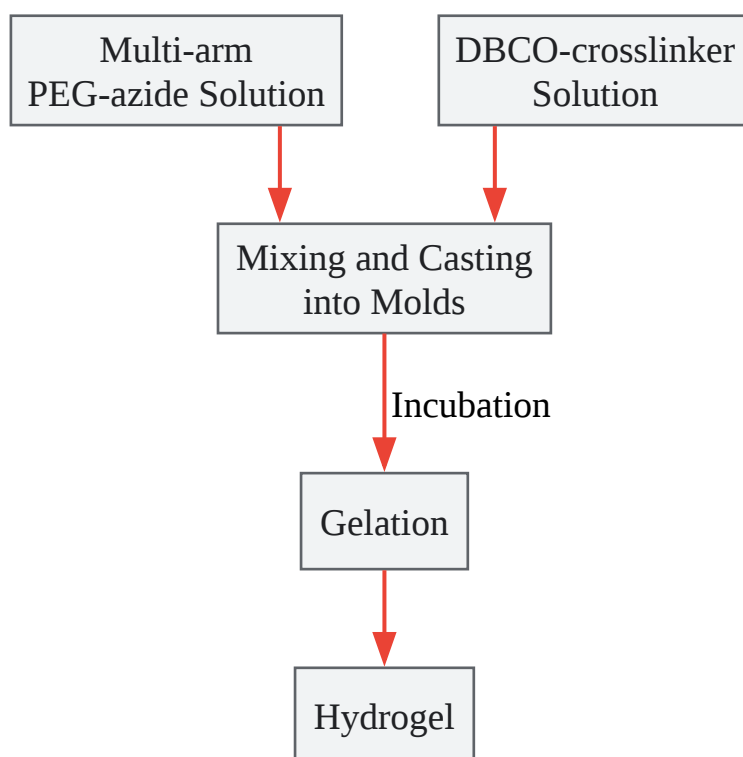 Multi-arm
PEG-azide Solution
DBCO-crosslinker
Solution
Mixing and Casting
into Molds
Incubation
Gelation
Hydrogel